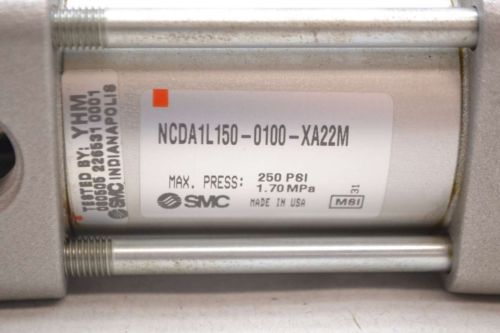 NCDA1L150-0100-XA22M
MAX. PRESS: 250 PSI
1.70 MPa
SMC MADE IN USA
MSI
31
TESTED BY: YHM
080505 226531 0001
SMC INDIANAPOLIS